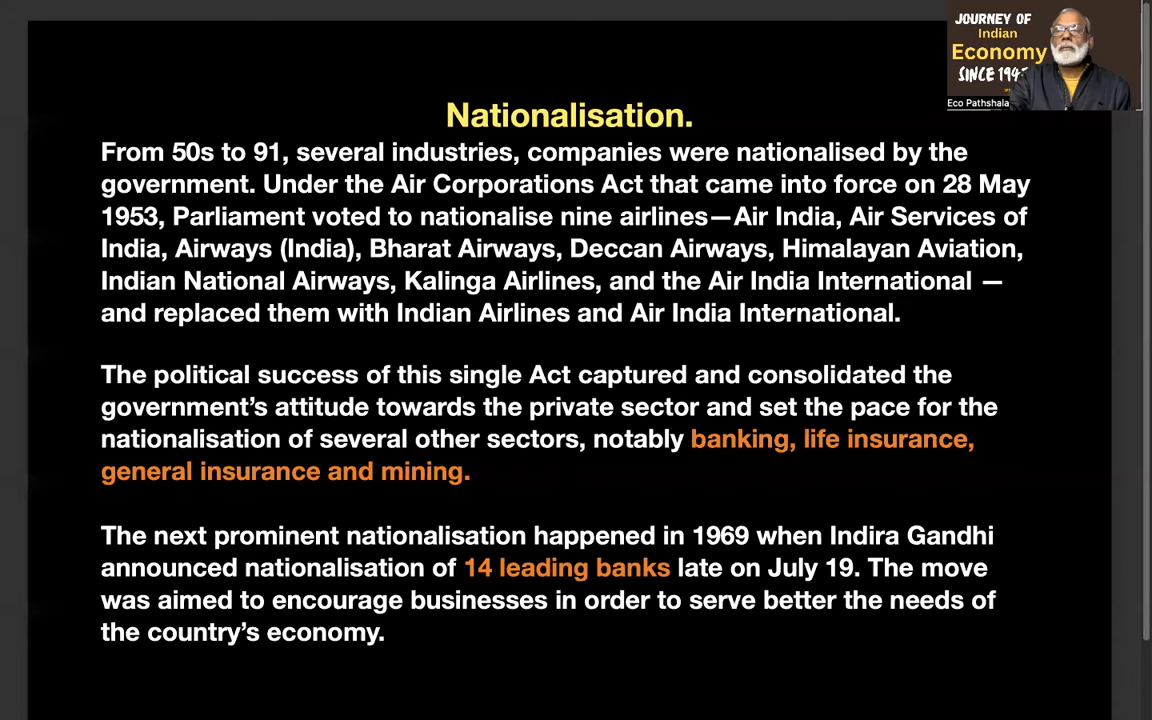 JOURNEY OF
Indian
Economy
SINCE 194
Eco Pathshala
Nationalisation.
From 50s to 91, several industries, companies were nationalised by the
government. Under the Air Corporations Act that came into force on 28 May
1953, Parliament voted to nationalise nine airlines—Air India, Air Services of
India, Airways (India), Bharat Airways, Deccan Airways, Himalayan Aviation,
Indian National Airways, Kalinga Airlines, and the Air India International —
and replaced them with Indian Airlines and Air India International.
The political success of this single Act captured and consolidated the
government’s attitude towards the private sector and set the pace for the
nationalisation of several other sectors, notably banking, life insurance,
general insurance and mining.
The next prominent nationalisation happened in 1969 when Indira Gandhi
announced nationalisation of 14 leading banks late on July 19. The move
was aimed to encourage businesses in order to serve better the needs of
the country’s economy.